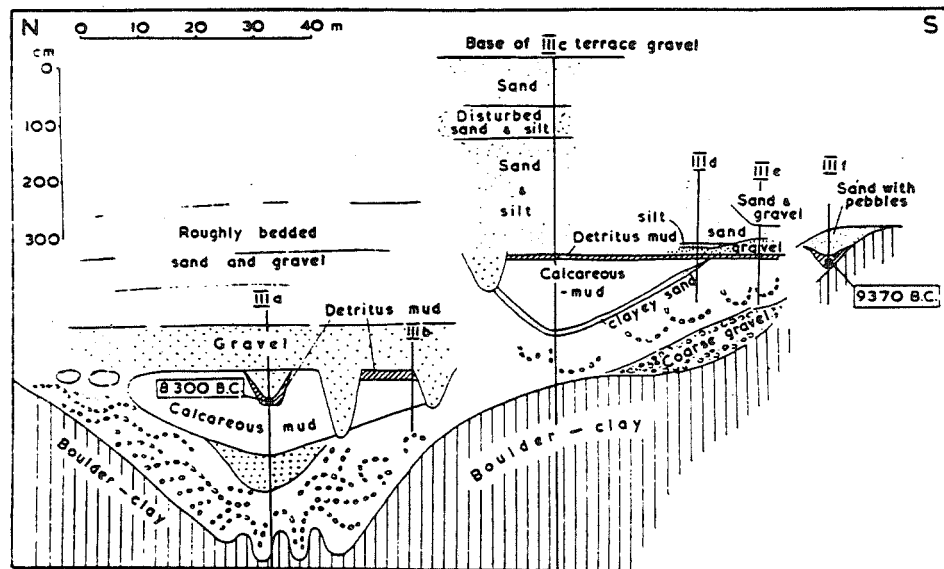 N
0 10 20 30 40 m
S
cm
0
100
200
300
Base of IIIc terrace gravel
Sand
Disturbed
sand & silt
Sand
&
silt
IIId
IIIe
IIIf
Sand with
pebbles
Sand &
gravel
silt
sand
gravel
Detritus mud
Roughly bedded
sand and gravel
Calcareous
-mud
clayey sand
9370 B.C.
IIIa
Detritus mud
IIIb
Gravel
Coarse gravel
8300 B.C.
Calcareous mud
Boulder-clay
Boulder-clay